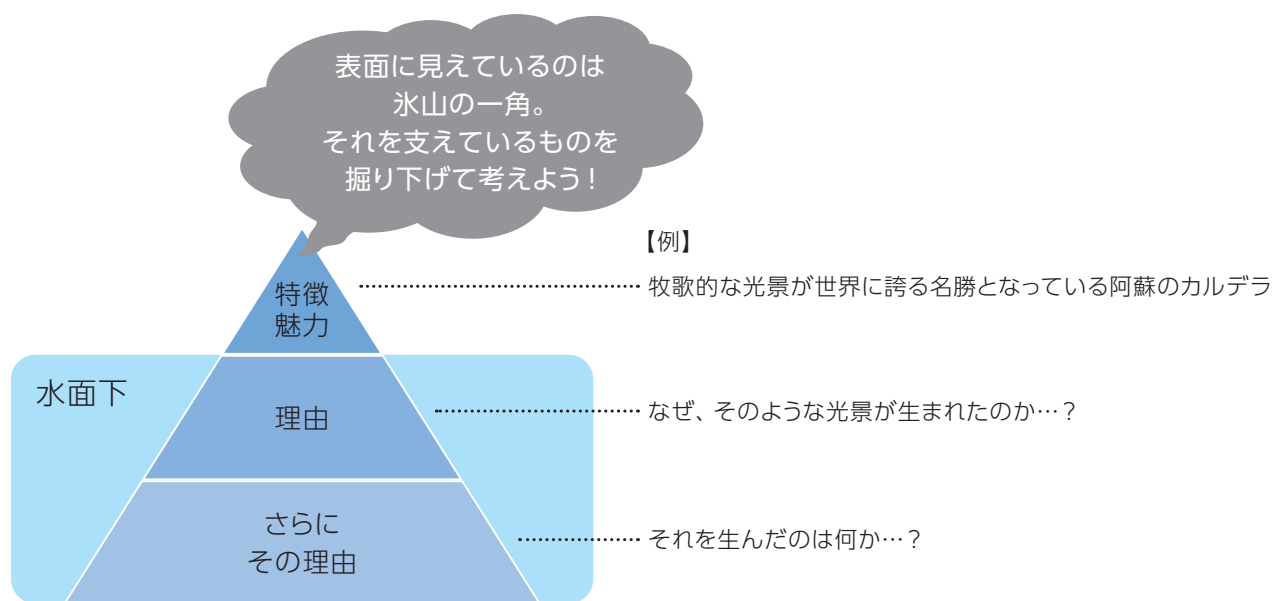 表面に見えているのは
氷山の一角。
それを支えているものを
掘り下げて考えよう！
【例】
特徴
魅力
牧歌的な光景が世界に誇る名勝となっている阿蘇のカルデラ
水面下
理由
なぜ、そのような光景が生まれたのか…？
さらに
その理由
それを生んだのは何か…？